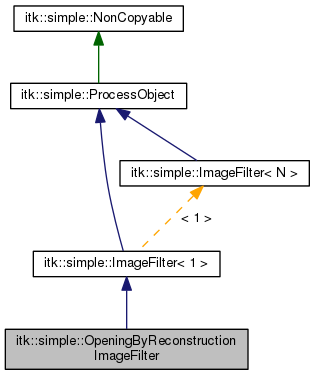 itk::simple::NonCopyable
itk::simple::ProcessObject
itk::simple::ImageFilter< N >
< 1 >
itk::simple::ImageFilter< 1 >
itk::simple::OpeningByReconstruction
ImageFilter